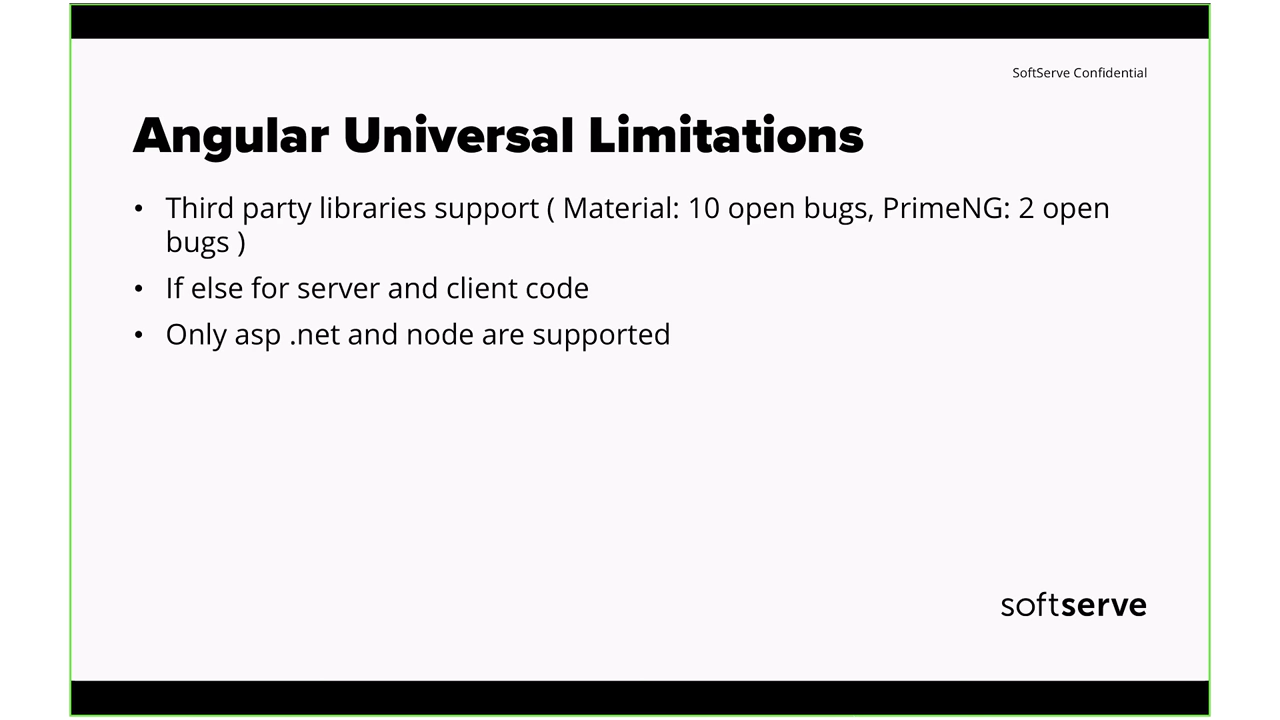 SoftServe Confidential
Angular Universal Limitations
• Third party libraries support ( Material: 10 open bugs, PrimeNG: 2 open
bugs )
• If else for server and client code
• Only asp .net and node are supported
softserve